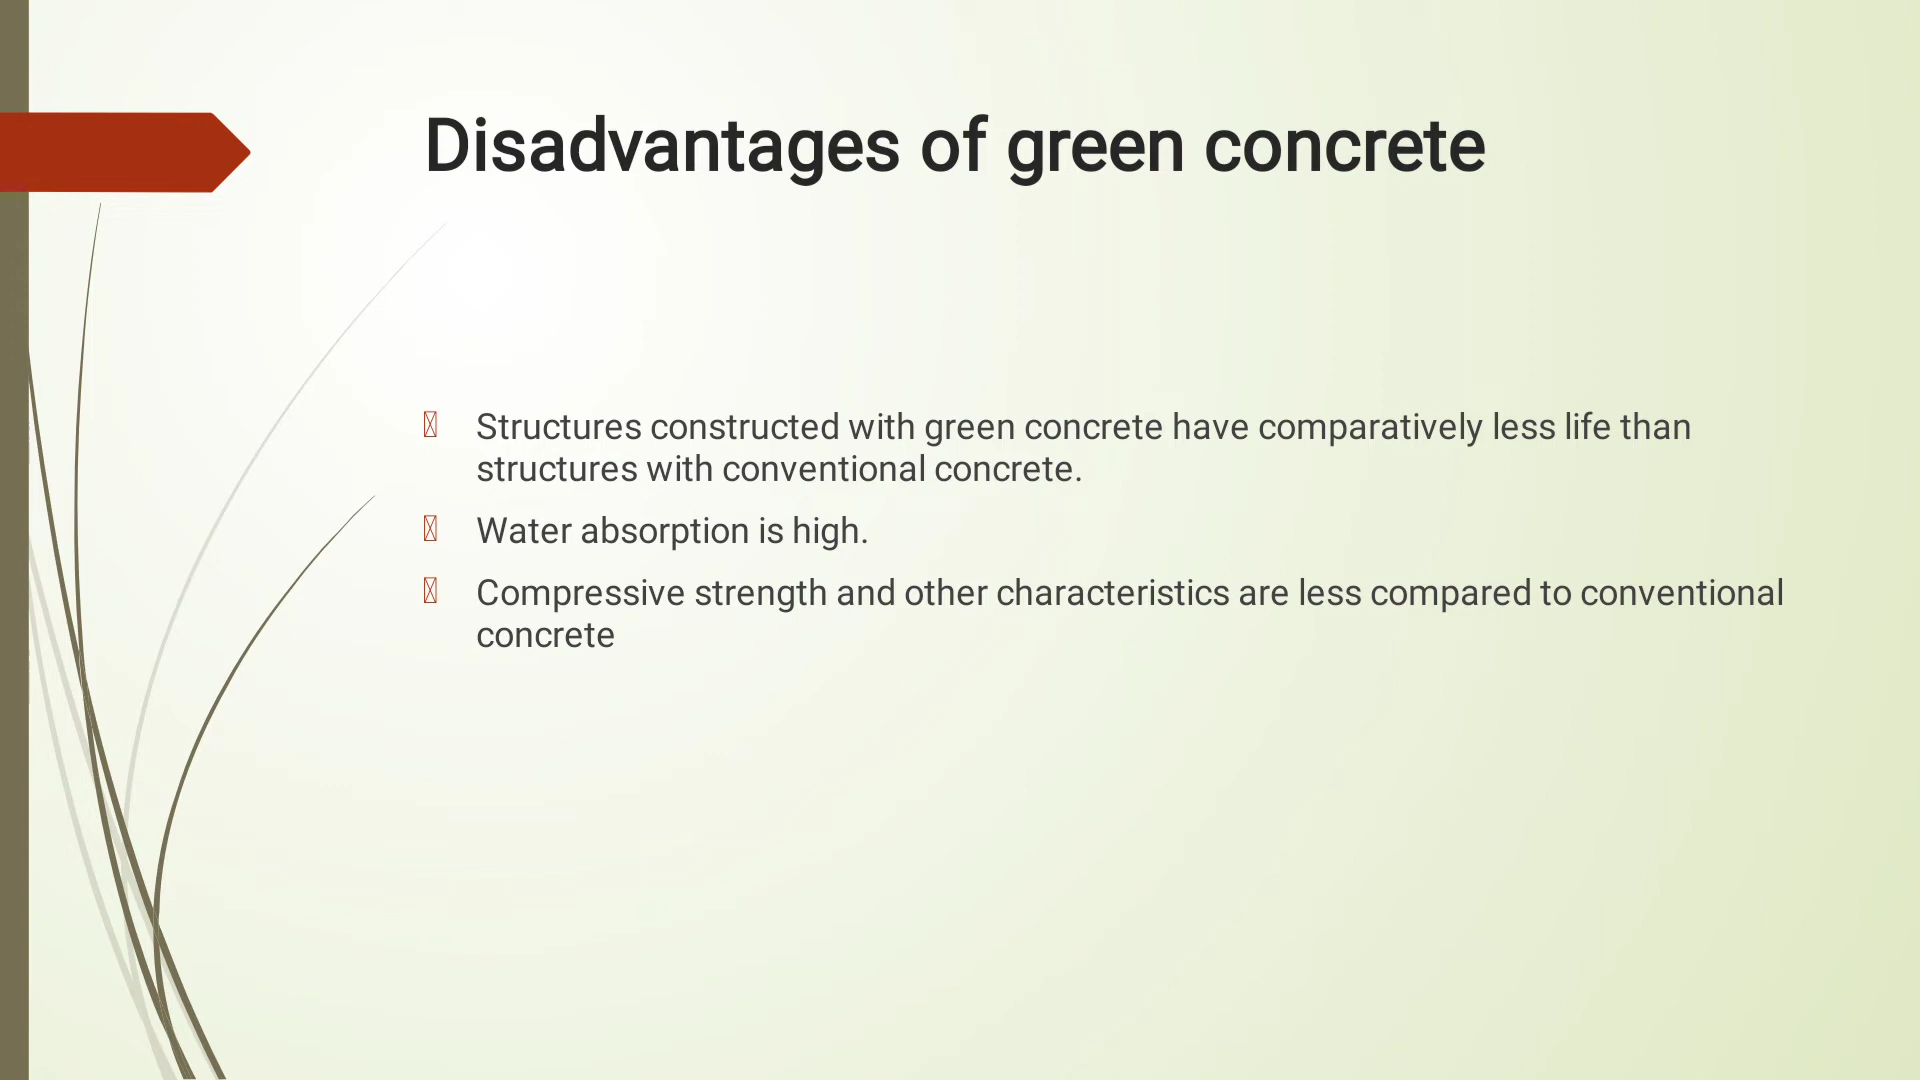 Disadvantages of green concrete
Structures constructed with green concrete have comparatively less life than
structures with conventional concrete.
Water absorption is high.
Compressive strength and other characteristics are less compared to conventional
concrete